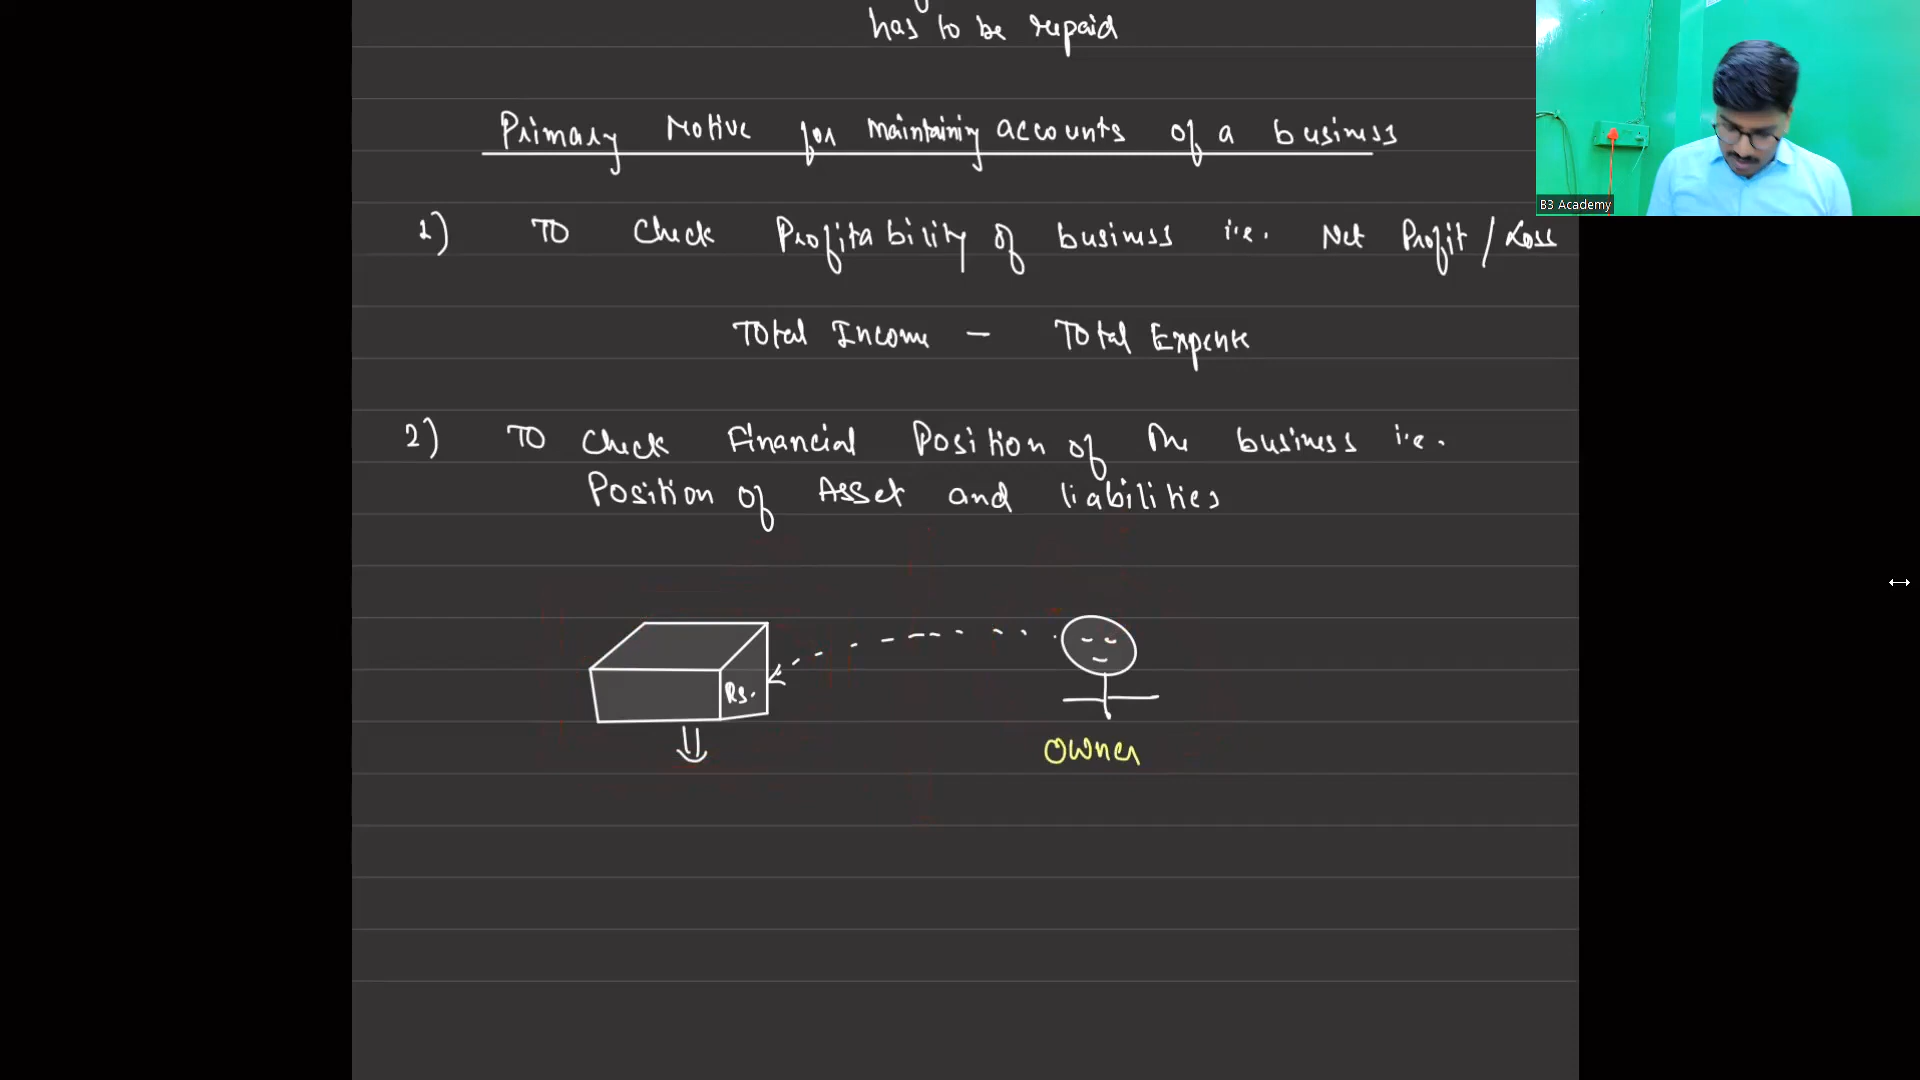 has to be repaid
Primary Motive for maintaining accounts of a business
B3 Academy
1) To Check Profitability of business i.e. Net Profit / Loss
Total Income - Total Expense
2) To Check Financial Position of the business i.e.
Position of Asset and liabilities
Rs.
Owner